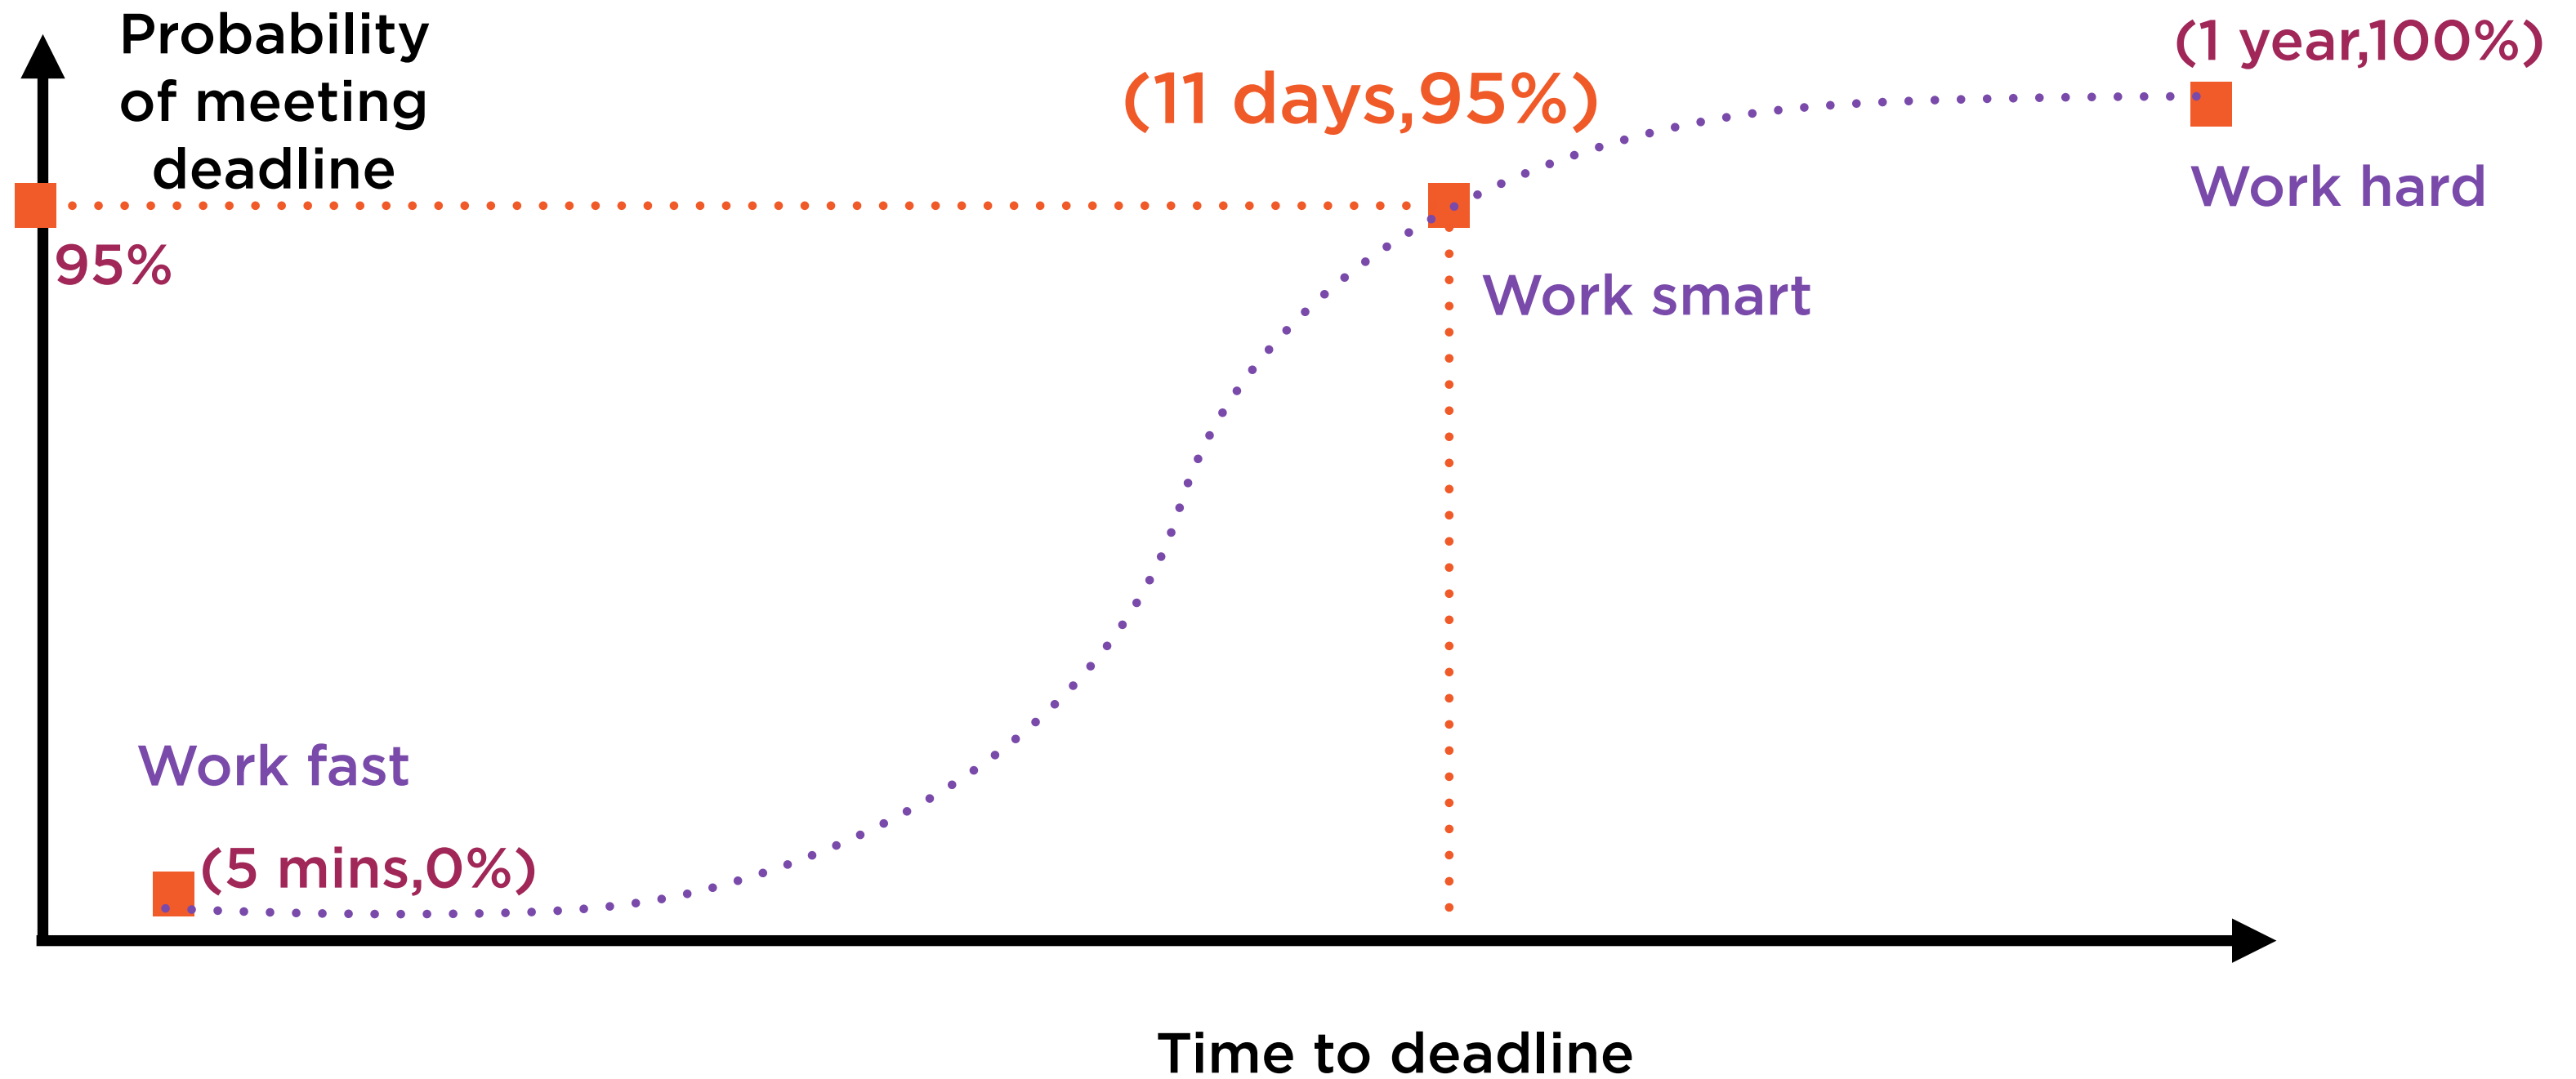 Probability
of meeting
deadline
(1 year,100%)
(11 days,95%)
Work hard
95%
Work smart
Work fast
(5 mins,0%)
Time to deadline